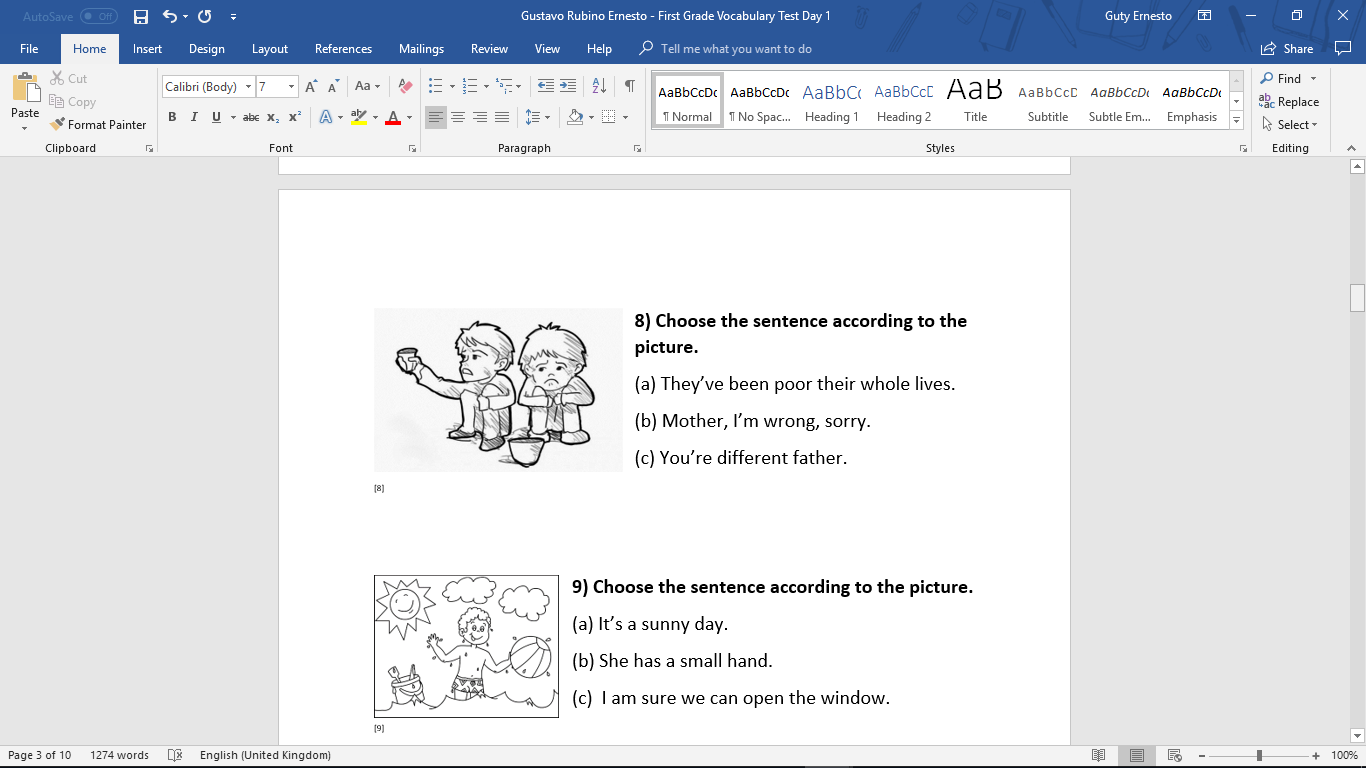 AutoSave Off
Gustavo Rubino Ernesto - First Grade Vocabulary Test Day 1
Guty Ernesto
File Home Insert Design Layout References Mailings Review View Help Tell me what you want to do Share
Paste
Cut
Copy
Format Painter
Clipboard
Calibri (Body) 7 Aa
B I U abc x₂ x² A ab A
Font
Paragraph
AaBbCcDc AaBbCcDc AaBbCc AaBbCcD AaB AaBbCcD AaBbCcDc AaBbCcDc
¶ Normal ¶ No Spac... Heading 1 Heading 2 Title Subtitle Subtle Em... Emphasis
Styles
Find
Replace
Select
Editing
8) Choose the sentence according to the
picture.
(a) They’ve been poor their whole lives.
(b) Mother, I’m wrong, sorry.
(c) You’re different father.
[8]
9) Choose the sentence according to the picture.
(a) It’s a sunny day.
(b) She has a small hand.
(c) I am sure we can open the window.
[9]
Page 3 of 10 1274 words English (United Kingdom) 100%